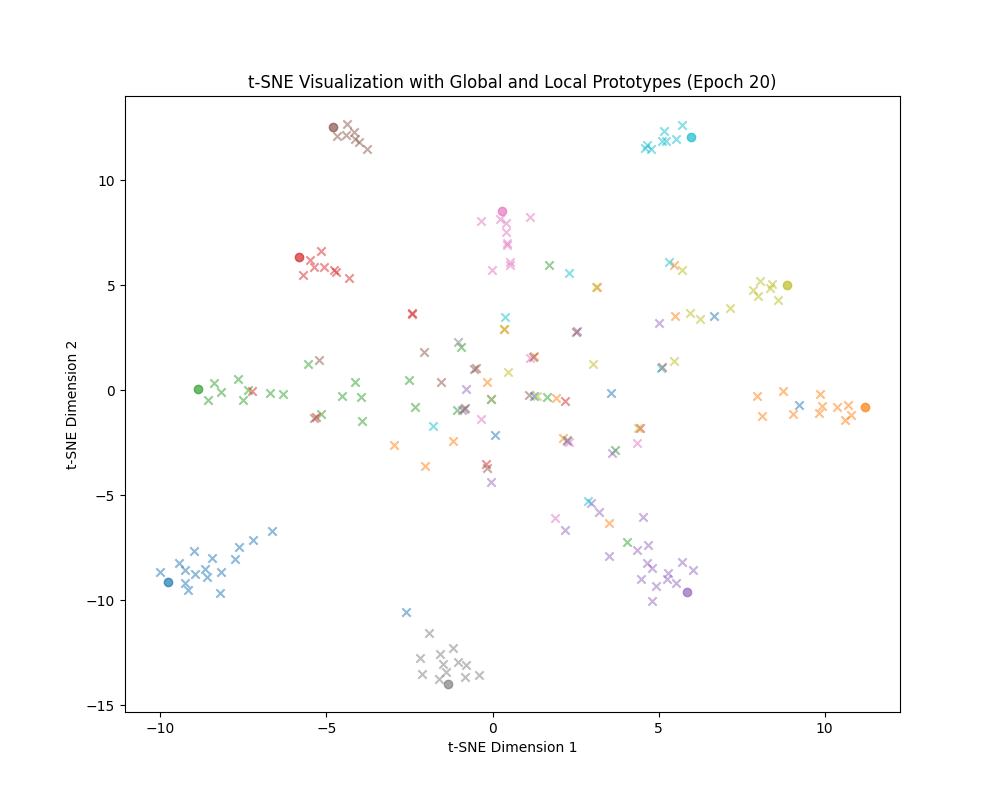 t-SNE Visualization with Global and Local Prototypes (Epoch 20)
10
5
0
−5
−10
−15
t-SNE Dimension 2
−10 −5 0 5 10
t-SNE Dimension 1